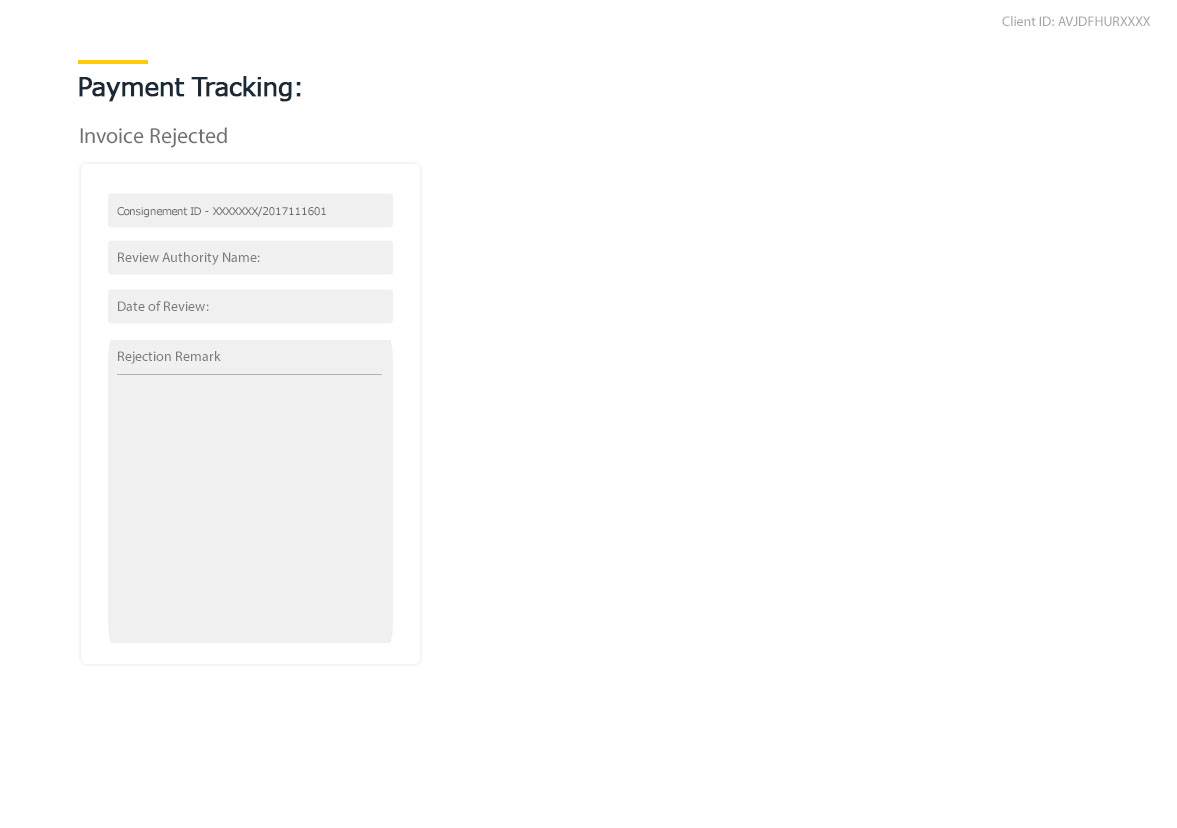 Client ID: AVJDFHURXXXX
Payment Tracking:
Invoice Rejected
Consignement ID - XXXXXXX/2017111601
Review Authority Name:
Date of Review:
Rejection Remark